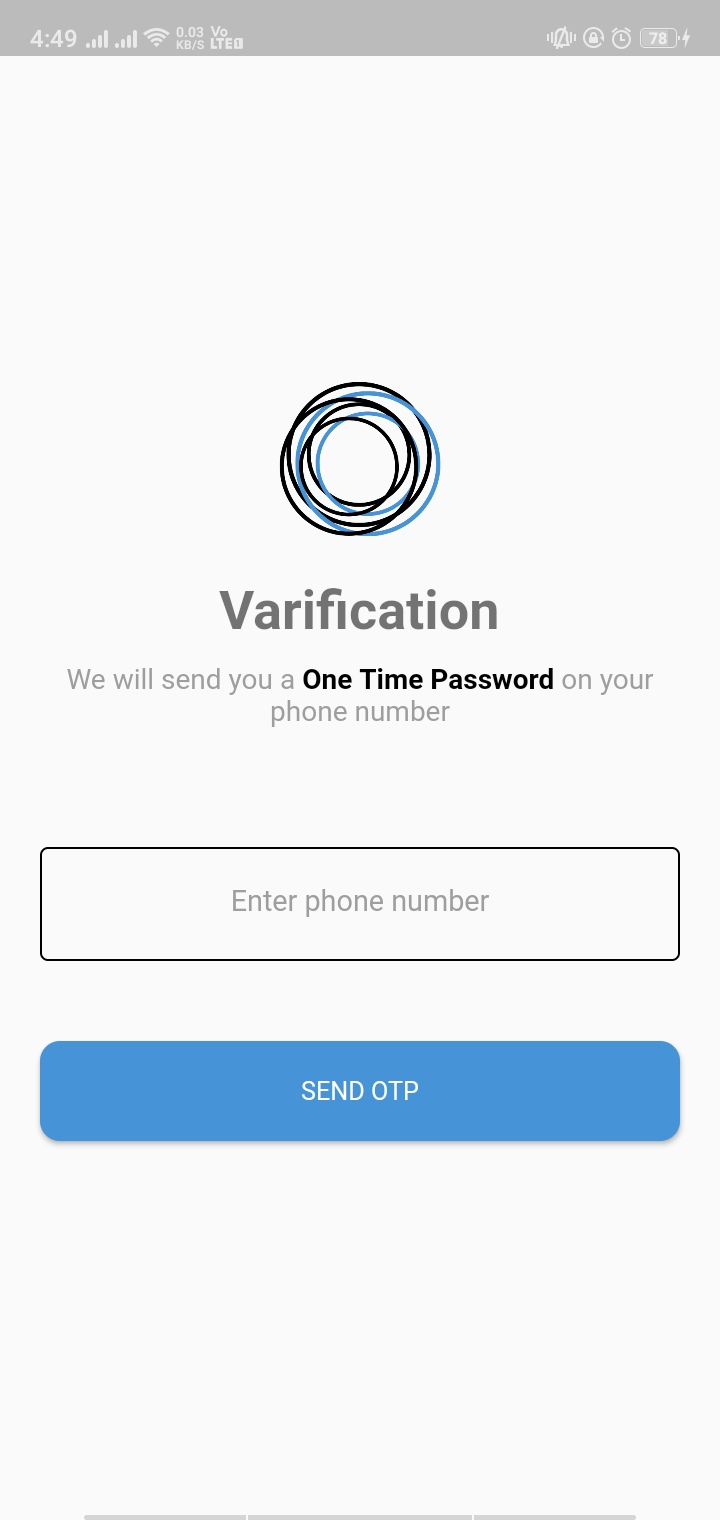 4:49 0.03 KB/S Vo LTE 78
Varification
We will send you a One Time Password on your
phone number
Enter phone number
SEND OTP